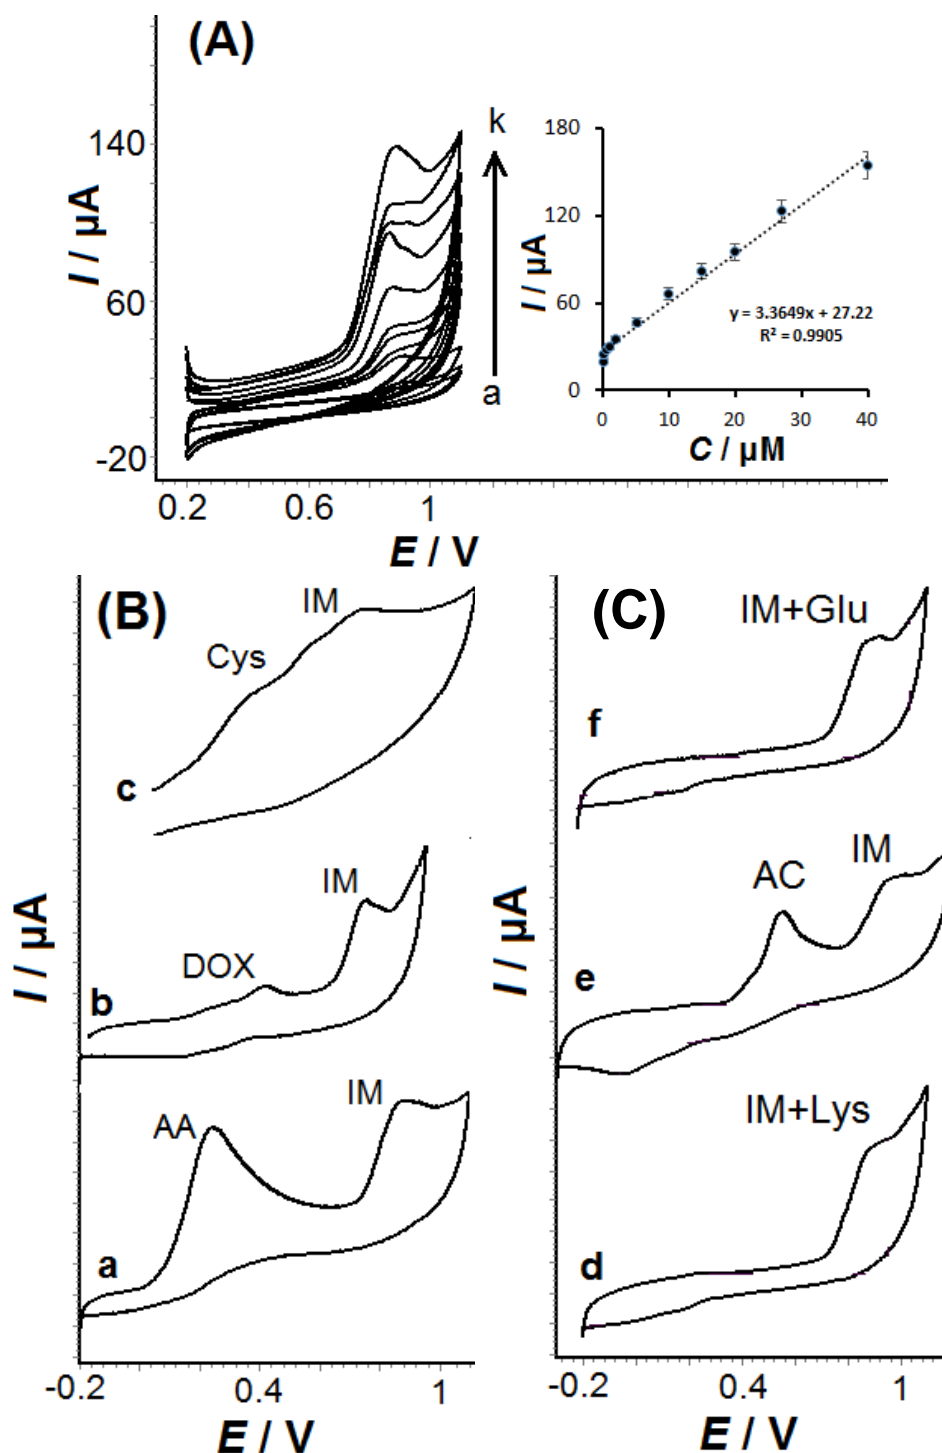 (A)
140
60
-20
I / µA
0.2 0.6 1
E / V
k
a
180
120
60
0
I / µA
y = 3.3649x + 27.22
R² = 0.9905
0 10 20 30 40
C / µM
(B)
IM
Cys
c
IM
DOX
b
IM
AA
a
I / µA
-0.2 0.4 1
E / V
(C)
IM+Glu
f
IM
AC
e
IM+Lys
d
I / µA
-0.2 0.4 1
E / V